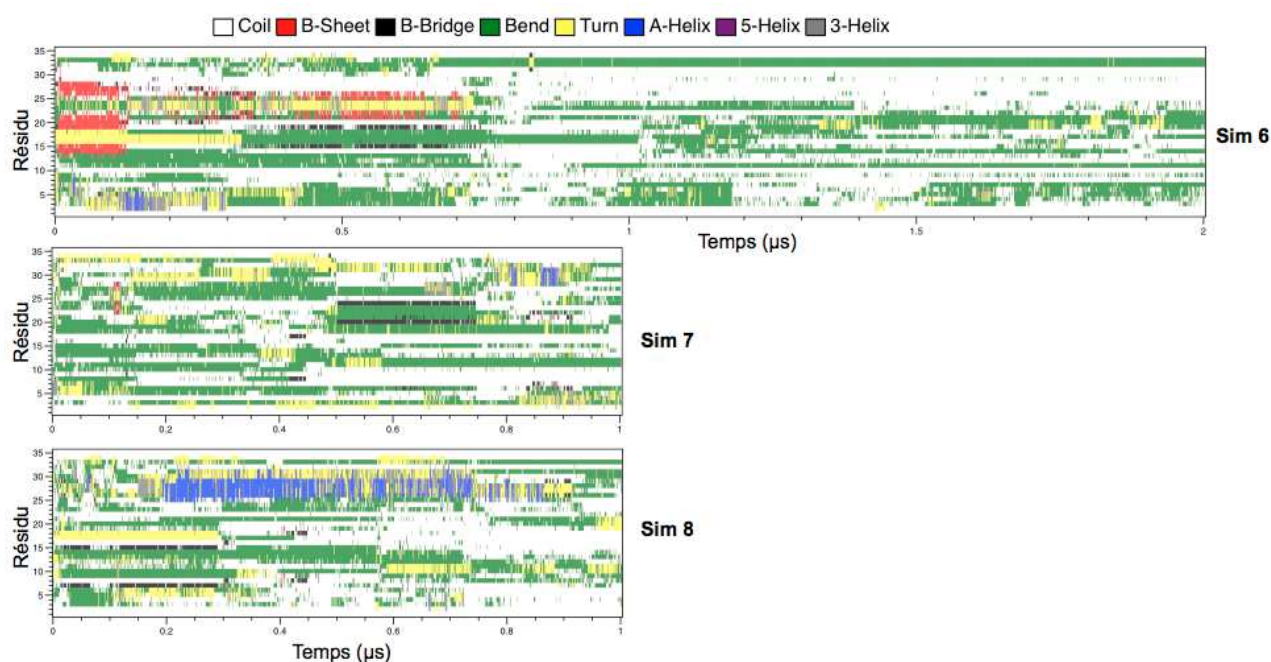 Coil B-Sheet B-Bridge Bend Turn A-Helix 5-Helix 3-Helix
35
30
25
20
15
10
5
Résidu
Sim 6
0 0.5 1 1.5 2
Temps (µs)
35
30
25
20
15
10
5
Résidu
Sim 7
0 0.2 0.4 0.6 0.8 1
35
30
25
20
15
10
5
Résidu
Sim 8
0 0.2 0.4 0.6 0.8 1
Temps (µs)